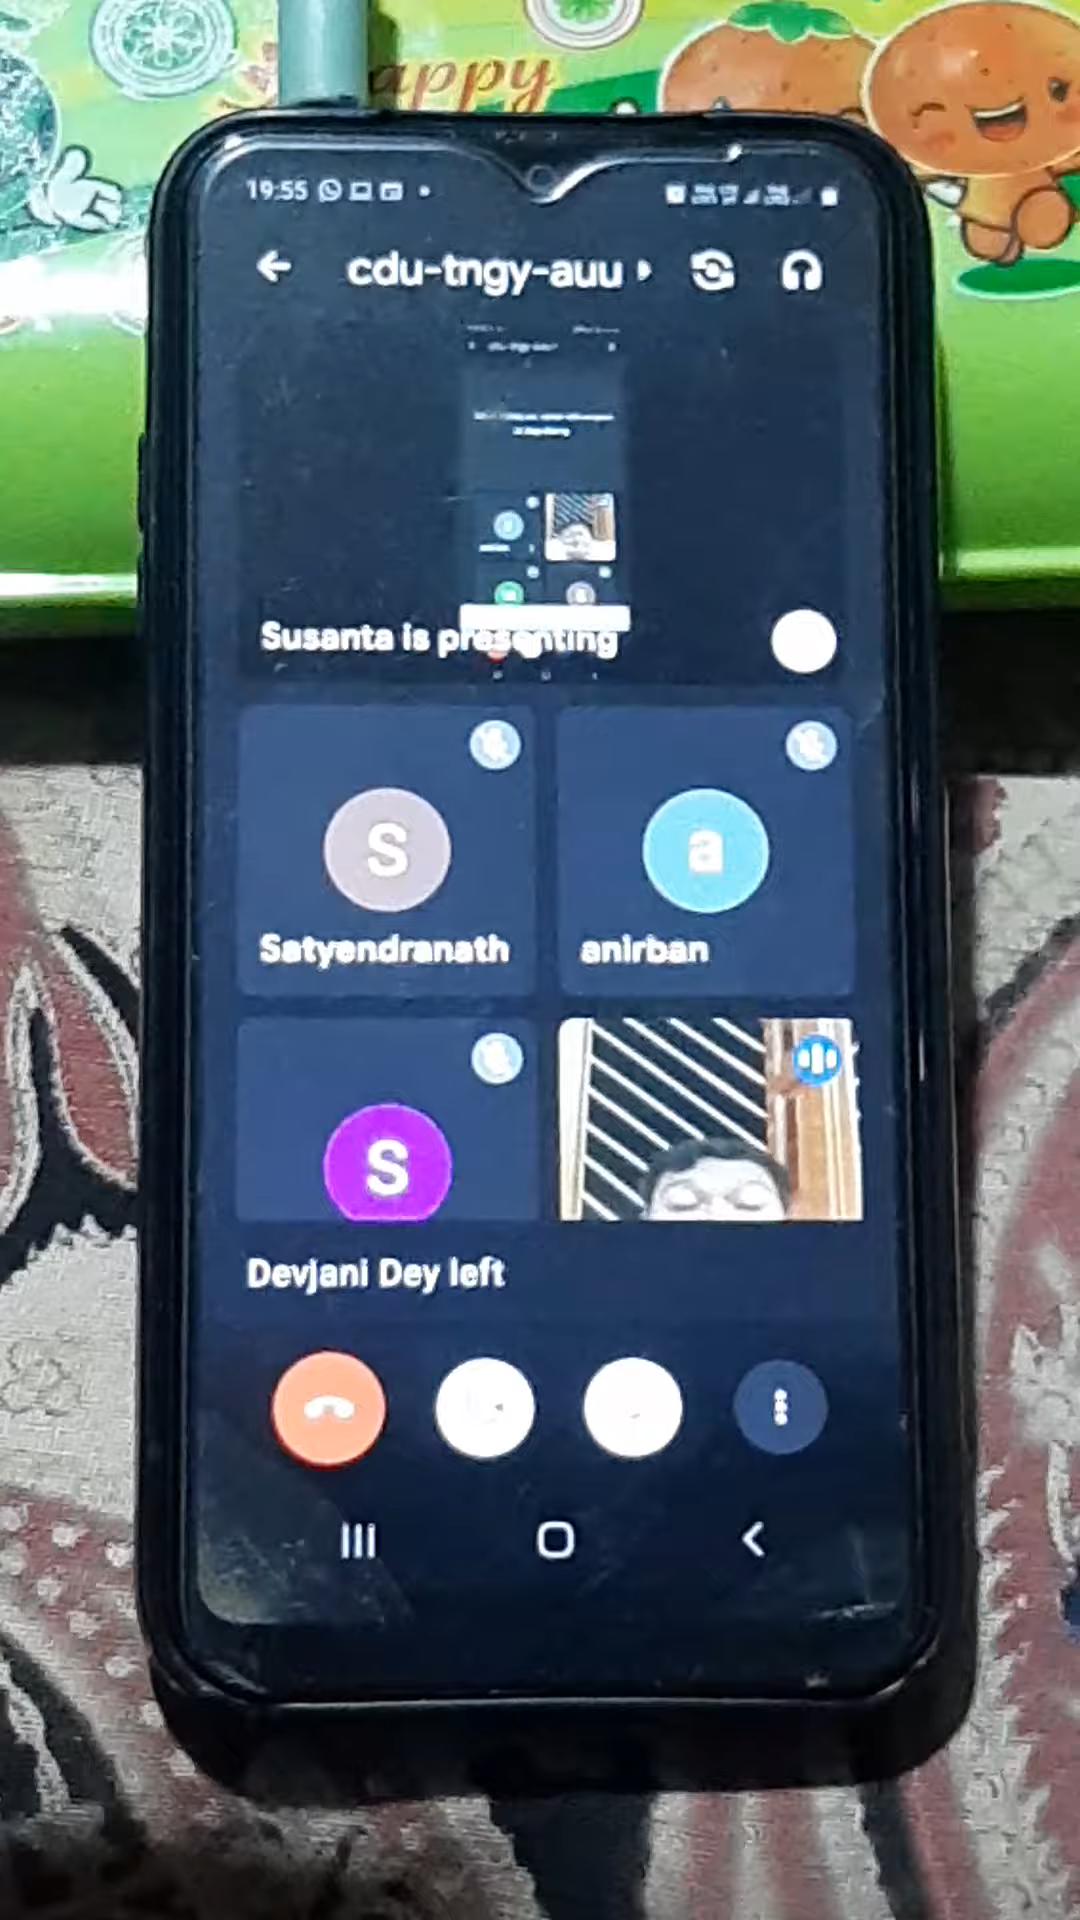 appy
19:55
cdu-tngy-auu
Susanta is presenting
S
a
Satyendranath
anirban
S
Devjani Dey left